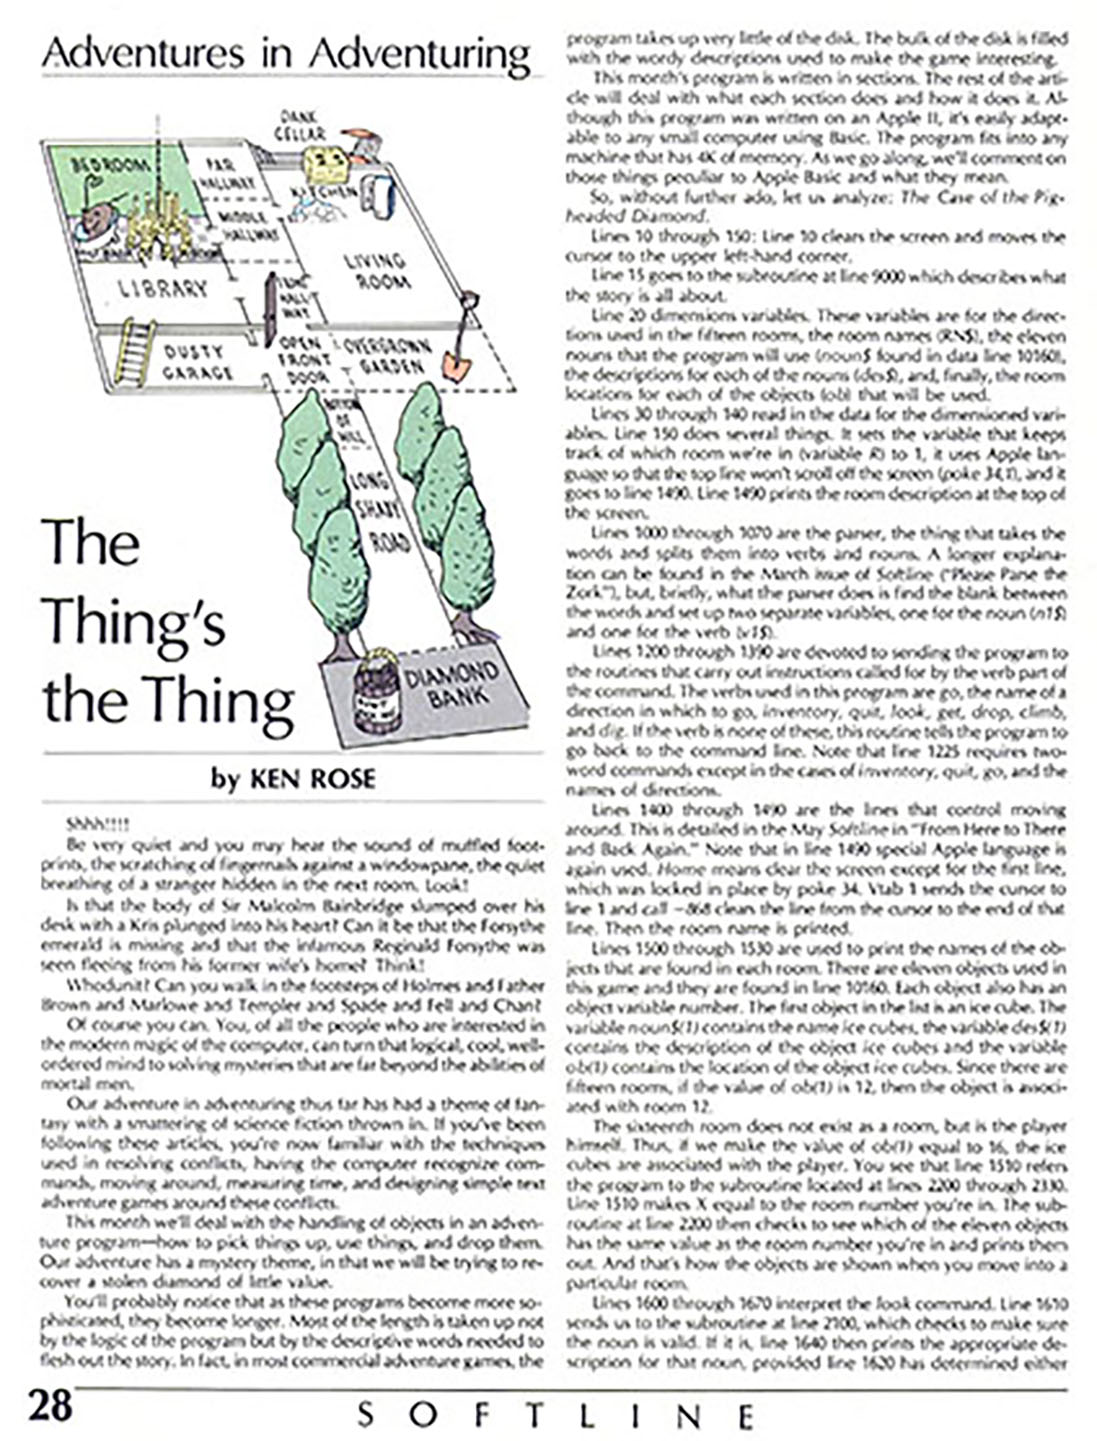 Adventures in Adventuring
DANK
CELLAR
BEDROOM
FAR
HALLWAY
KITCHEN
MIDDLE
HALLWAY
LIVING
ROOM
LIBRARY
HALL-
WAY
DUSTY
GARAGE
OPEN
FRONT
DOOR
OVERGROWN
GARDEN
OF
HILL
LONG
SHADY
ROAD
DIAMOND
BANK
The
Thing's
the Thing
by KEN ROSE
Shhh!!!!
Be very quiet and you may hear the sound of muffled foot-
prints, the scratching of fingernails against a windowpane, the quiet
breathing of a stranger hidden in the next room. Look!
Is that the body of Sir Malcolm Bainbridge slumped over his
desk with a Kris plunged into his heart? Can it be that the Forsythe
emerald is missing and that the infamous Reginald Forsythe was
seen fleeing from his former wife's home? Think!
Whodunit? Can you walk in the footsteps of Holmes and Father
Brown and Marlowe and Templer and Spade and Fell and Chan?
Of course you can. You, of all the people who are interested in
the modern magic of the computer, can turn that logical, cool, well-
ordered mind to solving mysteries that are far beyond the abilities of
mortal men.
Our adventure in adventuring thus far has had a theme of fan-
tasy with a smattering of science fiction thrown in. If you've been
following these articles, you're now familiar with the techniques
used in resolving conflicts, having the computer recognize com-
mands, moving around, measuring time, and designing simple text
adventure games around these conflicts.
This month we'll deal with the handling of objects in an adven-
ture program—how to pick things up, use things, and drop them.
Our adventure has a mystery theme, in that we will be trying to re-
cover a stolen diamond of little value.
You'll probably notice that as these programs become more so-
phisticated, they become longer. Most of the length is taken up not
by the logic of the program but by the descriptive words needed to
flesh out the story. In fact, in most commercial adventure games, the
program takes up very little of the disk. The bulk of the disk is filled
with the wordy descriptions used to make the game interesting.
This month's program is written in sections. The rest of the arti-
cle will deal with what each section does and how it does it. Al-
though this program was written on an Apple II, it's easily adapt-
able to any small computer using Basic. The program fits into any
machine that has 4K of memory. As we go along, we'll comment on
those things peculiar to Apple Basic and what they mean.
So, without further ado, let us analyze: The Case of the Pig-
headed Diamond.
Lines 10 through 150: Line 10 clears the screen and moves the
cursor to the upper left-hand corner.
Line 15 goes to the subroutine at line 9000 which describes what
the story is all about.
Line 20 dimensions variables. These variables are for the direc-
tions used in the fifteen rooms, the room names (RN$), the eleven
nouns that the program will use (noun$ found in data line 10160),
the descriptions for each of the nouns (des$), and, finally, the room
locations for each of the objects (ob) that will be used.
Lines 30 through 140 read in the data for the dimensioned vari-
ables. Line 150 does several things. It sets the variable that keeps
track of which room we're in (variable R) to 1, it uses Apple lan-
guage so that the top line won't scroll off the screen (poke 34,1), and it
goes to line 1490. Line 1490 prints the room description at the top of
the screen.
Lines 1000 through 1070 are the parser, the thing that takes the
words and splits them into verbs and nouns. A longer explana-
tion can be found in the March issue of Softline ("Please Parse the
Zork"), but, briefly, what the parser does is find the blank between
the words and set up two separate variables, one for the noun (n1$)
and one for the verb (v1$).
Lines 1200 through 1390 are devoted to sending the program to
the routines that carry out instructions called for by the verb part of
the command. The verbs used in this program are go, the name of a
direction in which to go, inventory, quit, look, get, drop, climb,
and dig. If the verb is none of these, this routine tells the program to
go back to the command line. Note that line 1225 requires two-
word commands except in the cases of inventory, quit, go, and the
names of directions.
Lines 1400 through 1490 are the lines that control moving
around. This is detailed in the May Softline in "From Here to There
and Back Again." Note that in line 1490 special Apple language is
again used. Home means clear the screen except for the first line,
which was locked in place by poke 34. Vtab 1 sends the cursor to
line 1 and call −868 clears the line from the cursor to the end of that
line. Then the room name is printed.
Lines 1500 through 1530 are used to print the names of the ob-
jects that are found in each room. There are eleven objects used in
this game and they are found in line 10160. Each object also has an
object variable number. The first object in the list is an ice cube. The
variable noun$(1) contains the name ice cubes, the variable des$(1)
contains the description of the object ice cubes and the variable
ob(1) contains the location of the object ice cubes. Since there are
fifteen rooms, if the value of ob(1) is 12, then the object is associ-
ated with room 12.
The sixteenth room does not exist as a room, but is the player
himself. Thus, if we make the value of ob(1) equal to 16, the ice
cubes are associated with the player. You see that line 1510 refers
the program to the subroutine located at lines 2200 through 2330.
Line 1510 makes X equal to the room number you're in. The sub-
routine at line 2200 then checks to see which of the eleven objects
has the same value as the room number you're in and prints them
out. And that's how the objects are shown when you move into a
particular room.
Lines 1600 through 1670 interpret the look command. Line 1610
sends us to the subroutine at line 2100, which checks to make sure
the noun is valid. If it is, line 1640 then prints the appropriate de-
scription for that noun, provided line 1620 has determined either
28
SOFTLINE